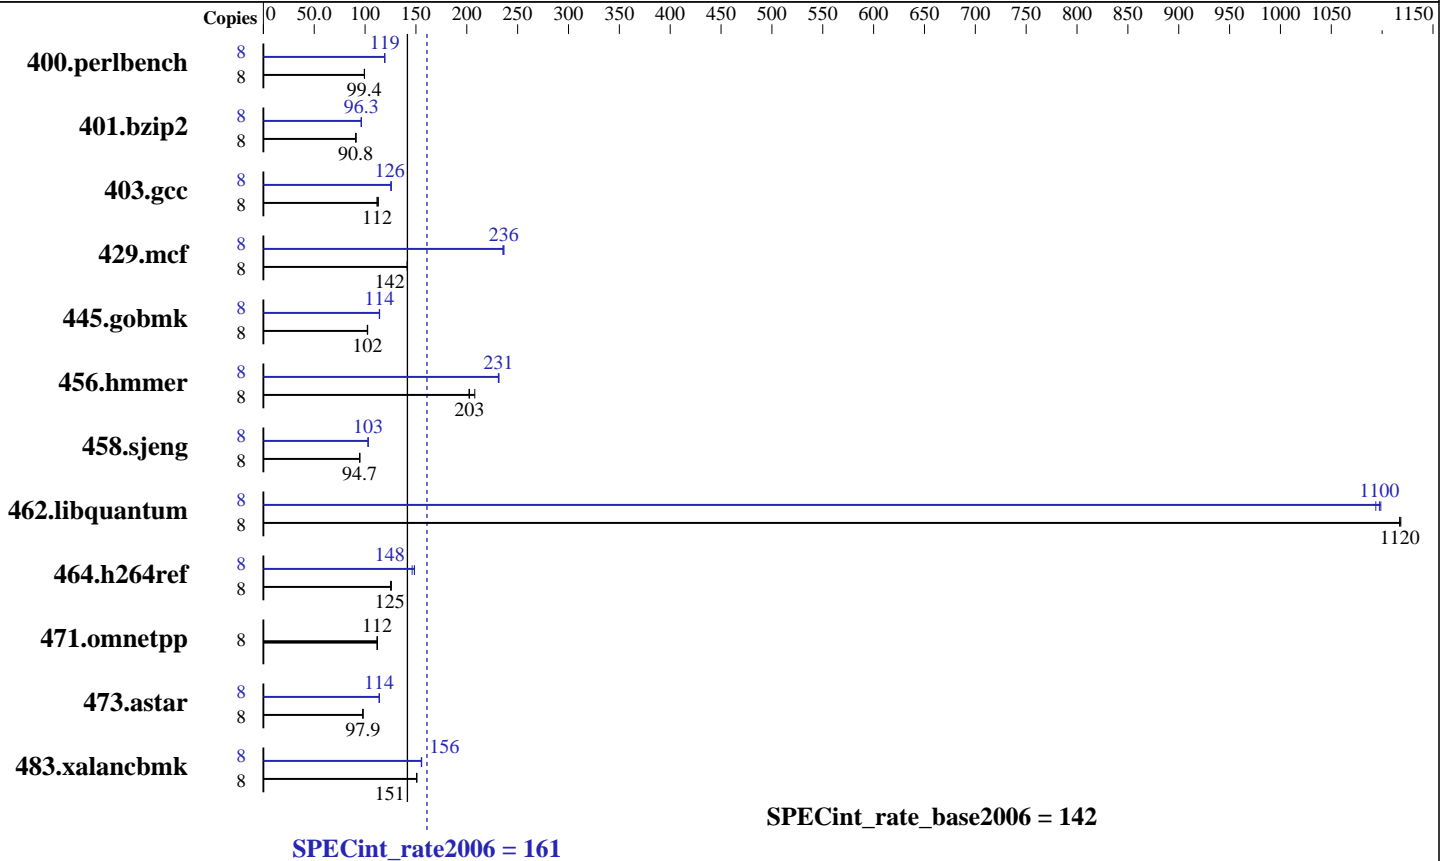 Copies 0 50.0 100 150 200 250 300 350 400 450 500 550 600 650 700 750 800 850 900 950 1000 1050 1150
400.perlbench 8 119
8 99.4
401.bzip2 8 96.3
8 90.8
403.gcc 8 126
8 112
429.mcf 8 236
8 142
445.gobmk 8 114
8 102
456.hmmer 8 231
8 203
458.sjeng 8 103
8 94.7
462.libquantum 8 1100
8 1120
464.h264ref 8 148
8 125
471.omnetpp 8 112
473.astar 8 114
8 97.9
483.xalancbmk 8 156
8 151
SPECint_rate_base2006 = 142
SPECint_rate2006 = 161